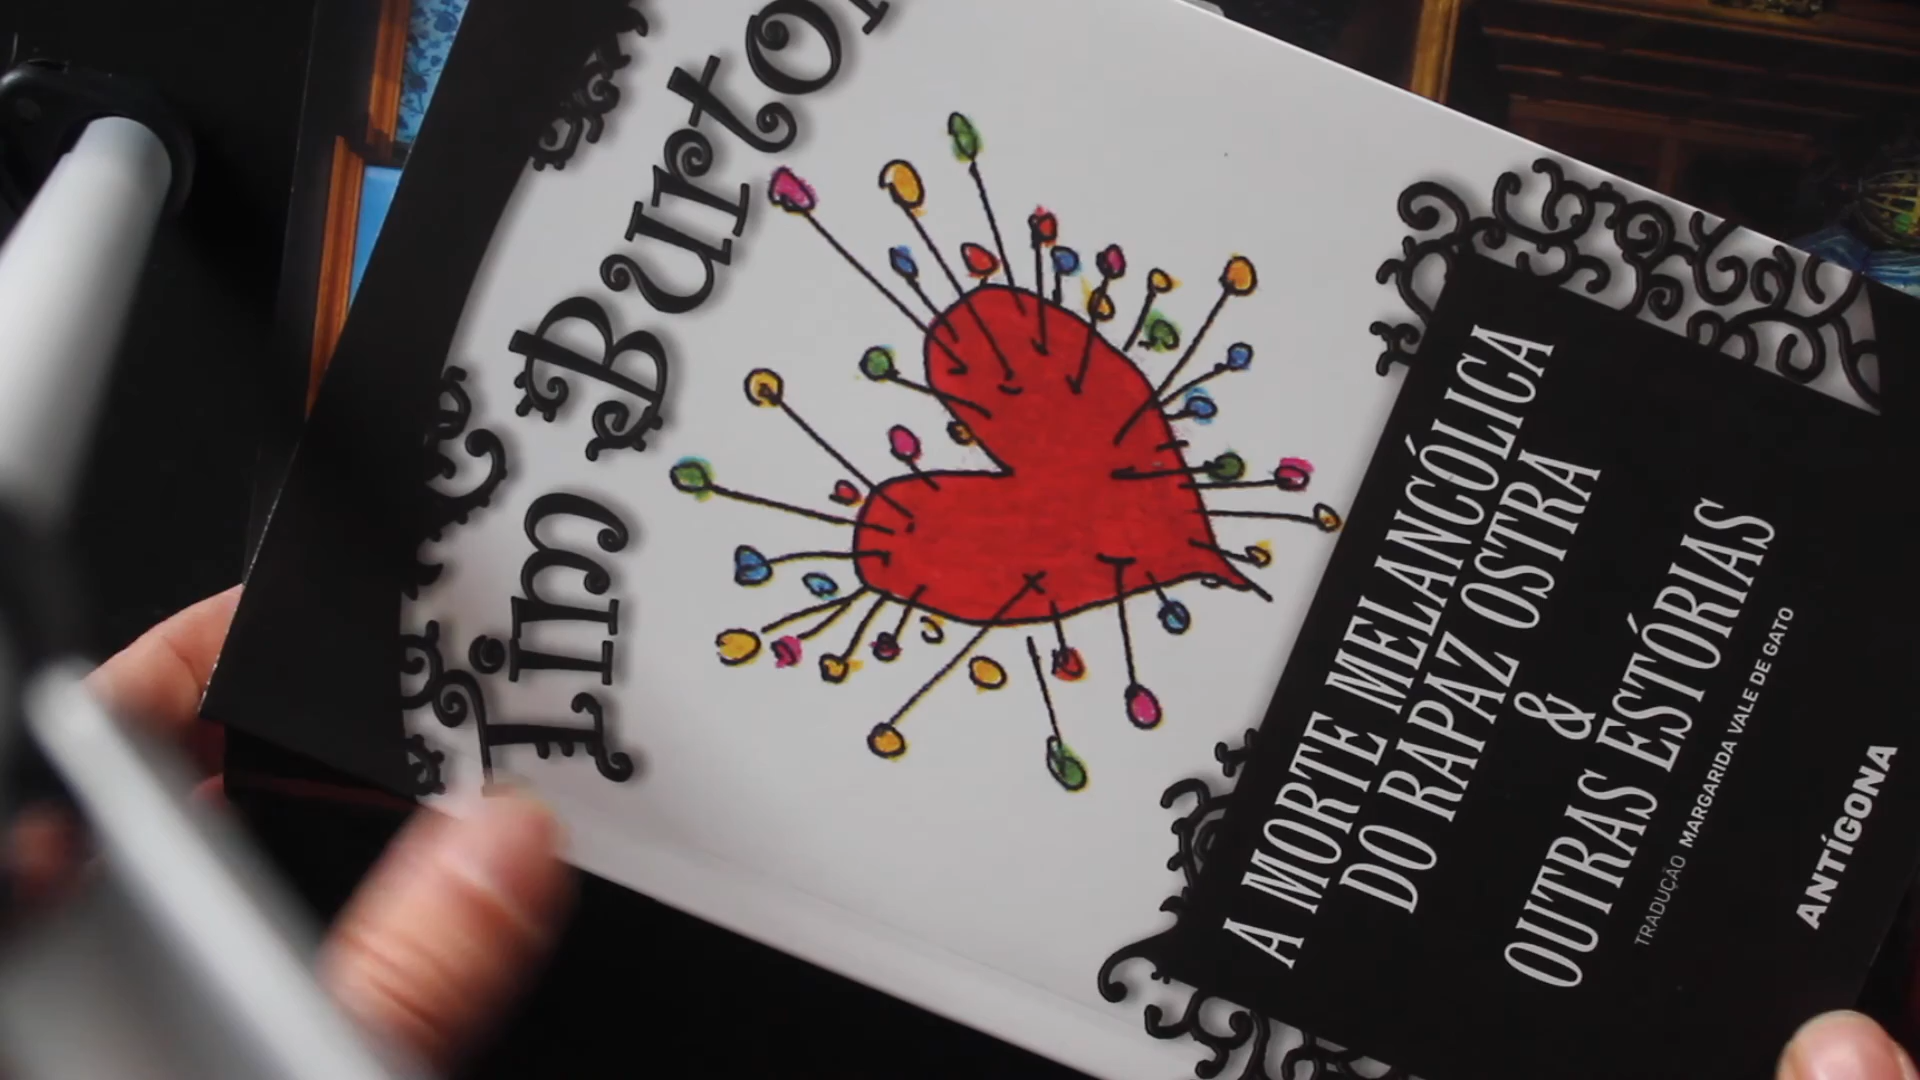 Tim Burton
A MORTE MELANCÓLICA
DO RAPAZ OSTRA
&
OUTRAS ESTÓRIAS
TRADUÇÃO MARGARIDA VALE DE GATO
ANTÍGONA